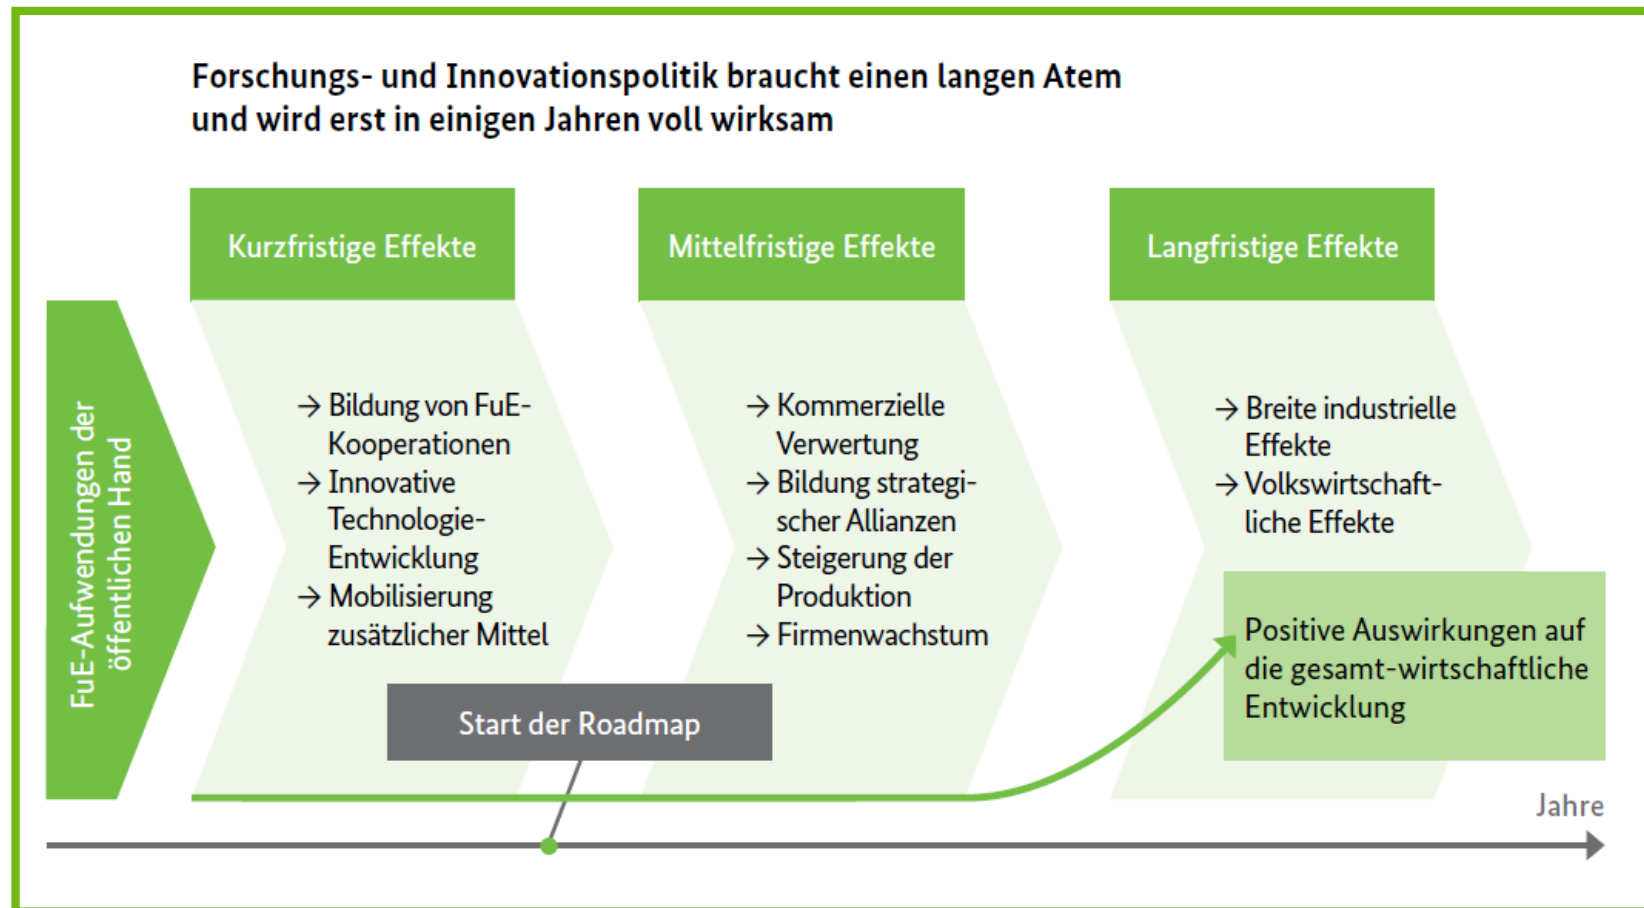 Forschungs- und Innovationspolitik braucht einen langen Atem
und wird erst in einigen Jahren voll wirksam
FuE-Aufwendungen der
öffentlichen Hand
Kurzfristige Effekte
→ Bildung von FuE-
Kooperationen
→ Innovative
Technologie-
Entwicklung
→ Mobilisierung
zusätzlicher Mittel
Mittelfristige Effekte
→ Kommerzielle
Verwertung
→ Bildung strategi-
scher Allianzen
→ Steigerung der
Produktion
→ Firmenwachstum
Langfristige Effekte
→ Breite industrielle
Effekte
→ Volkswirtschaft-
liche Effekte
Positive Auswirkungen auf
die gesamt-wirtschaftliche
Entwicklung
Start der Roadmap
Jahre